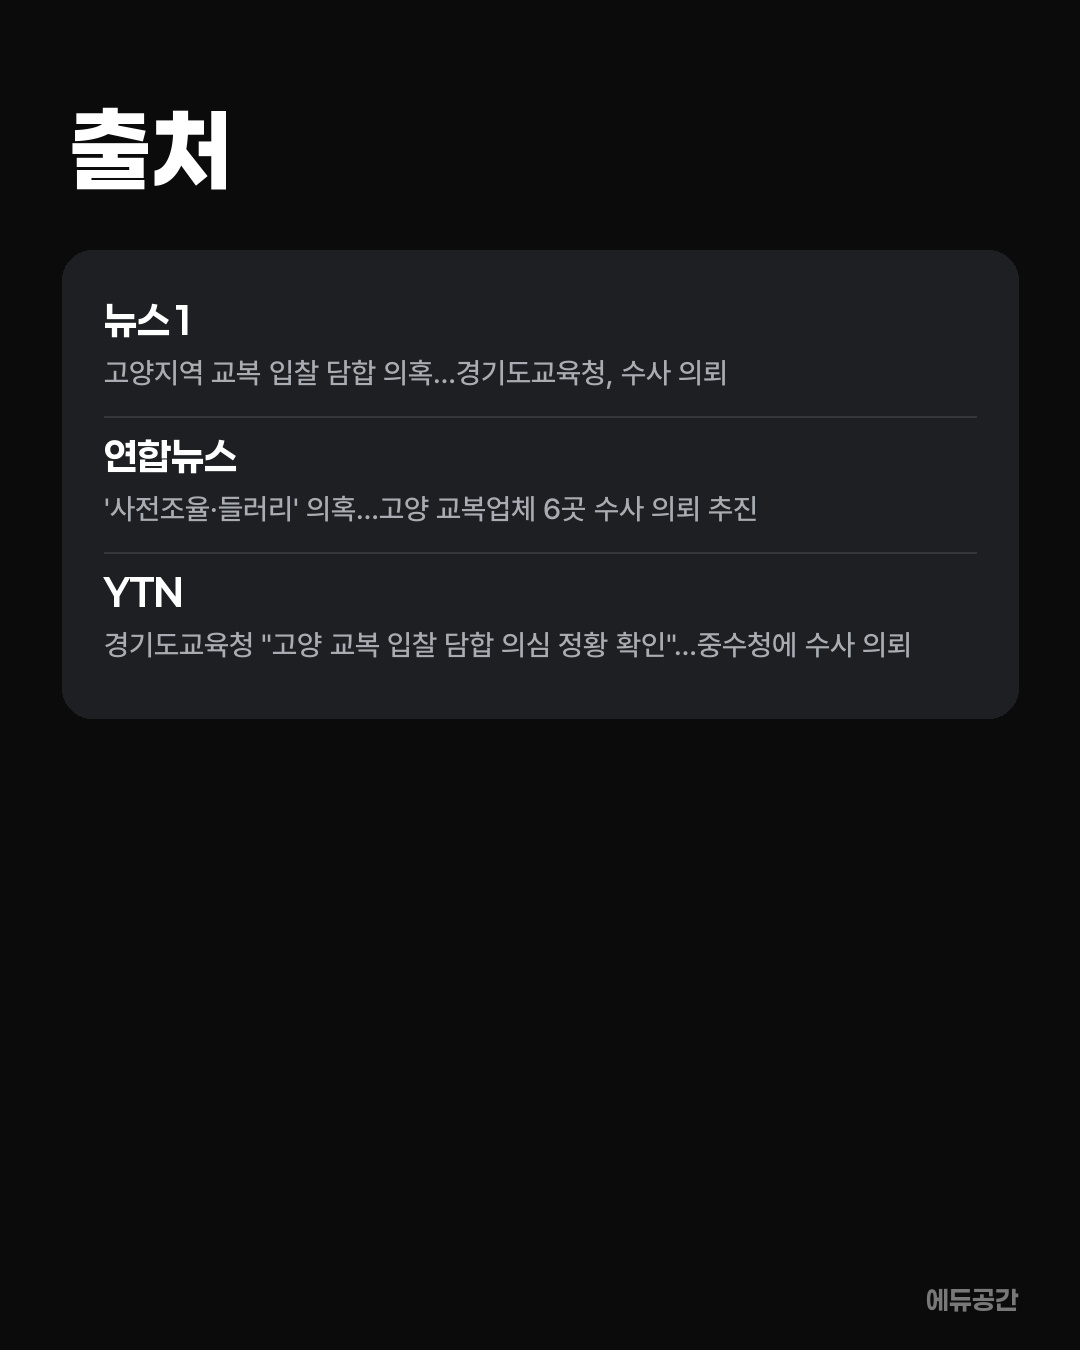 출처
뉴스1
고양지역 교복 입찰 담합 의혹...경기도교육청, 수사 의뢰
연합뉴스
'사전조율·들러리' 의혹...고양 교복업체 6곳 수사 의뢰 추진
YTN
경기도교육청 "고양 교복 입찰 담합 의심 정황 확인"...중수청에 수사 의뢰
에듀공간